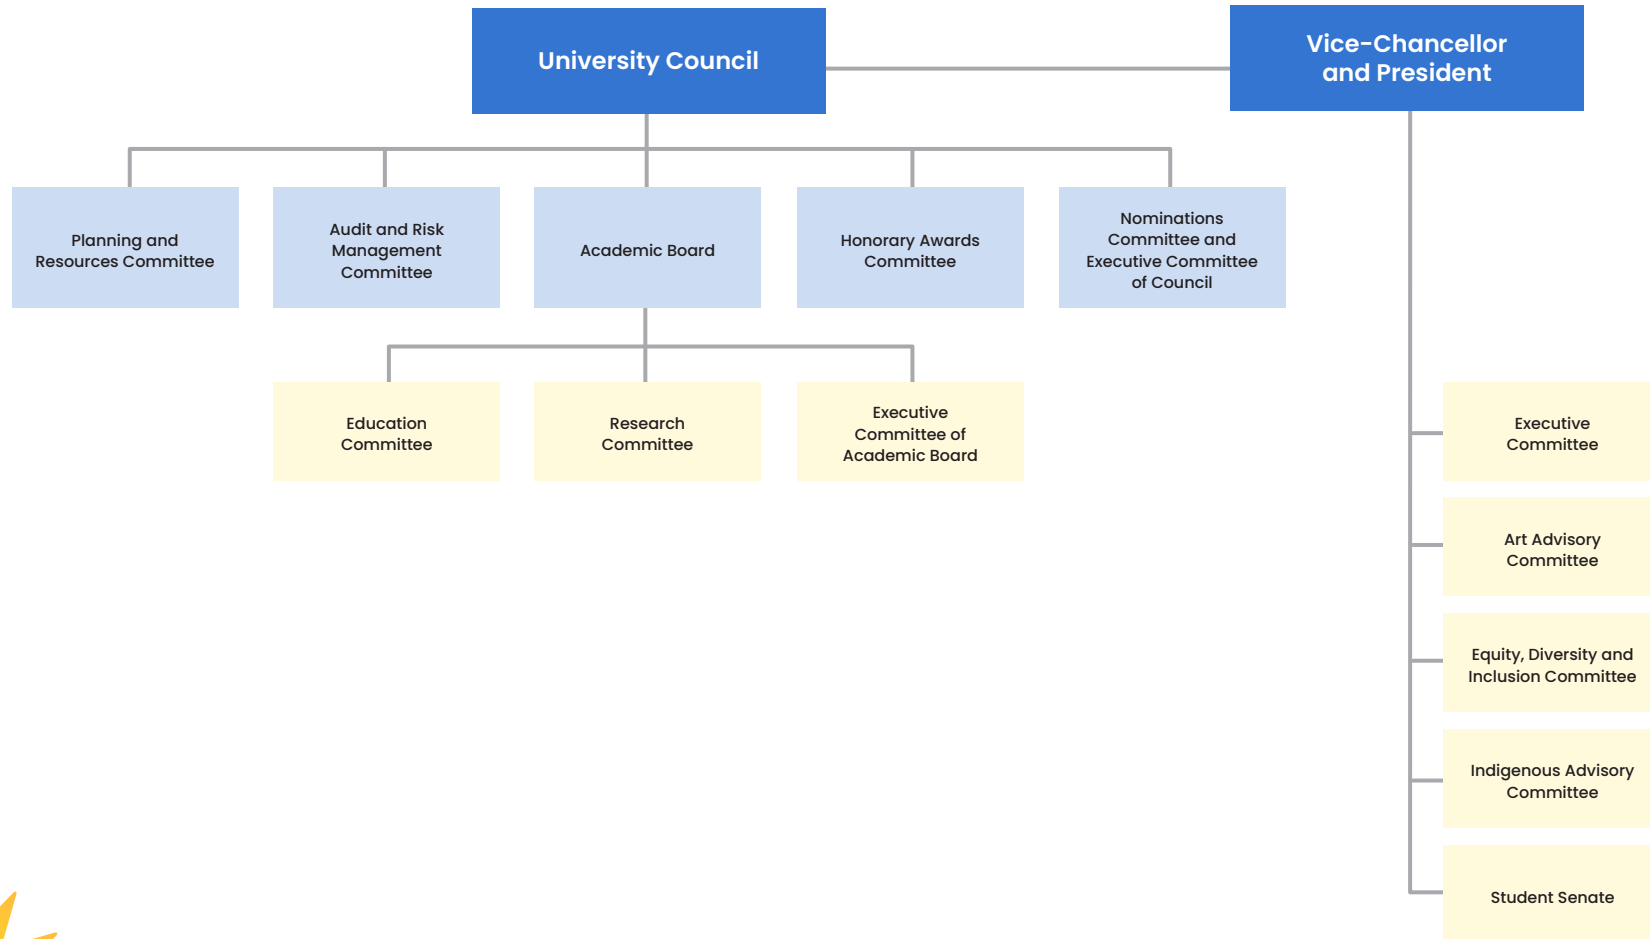 University Council
Vice-Chancellor
and President
Planning and
Resources Committee
Audit and Risk
Management
Committee
Academic Board
Honorary Awards
Committee
Nominations
Committee and
Executive Committee
of Council
Education
Committee
Research
Committee
Executive
Committee of
Academic Board
Executive
Committee
Art Advisory
Committee
Equity, Diversity and
Inclusion Committee
Indigenous Advisory
Committee
Student Senate